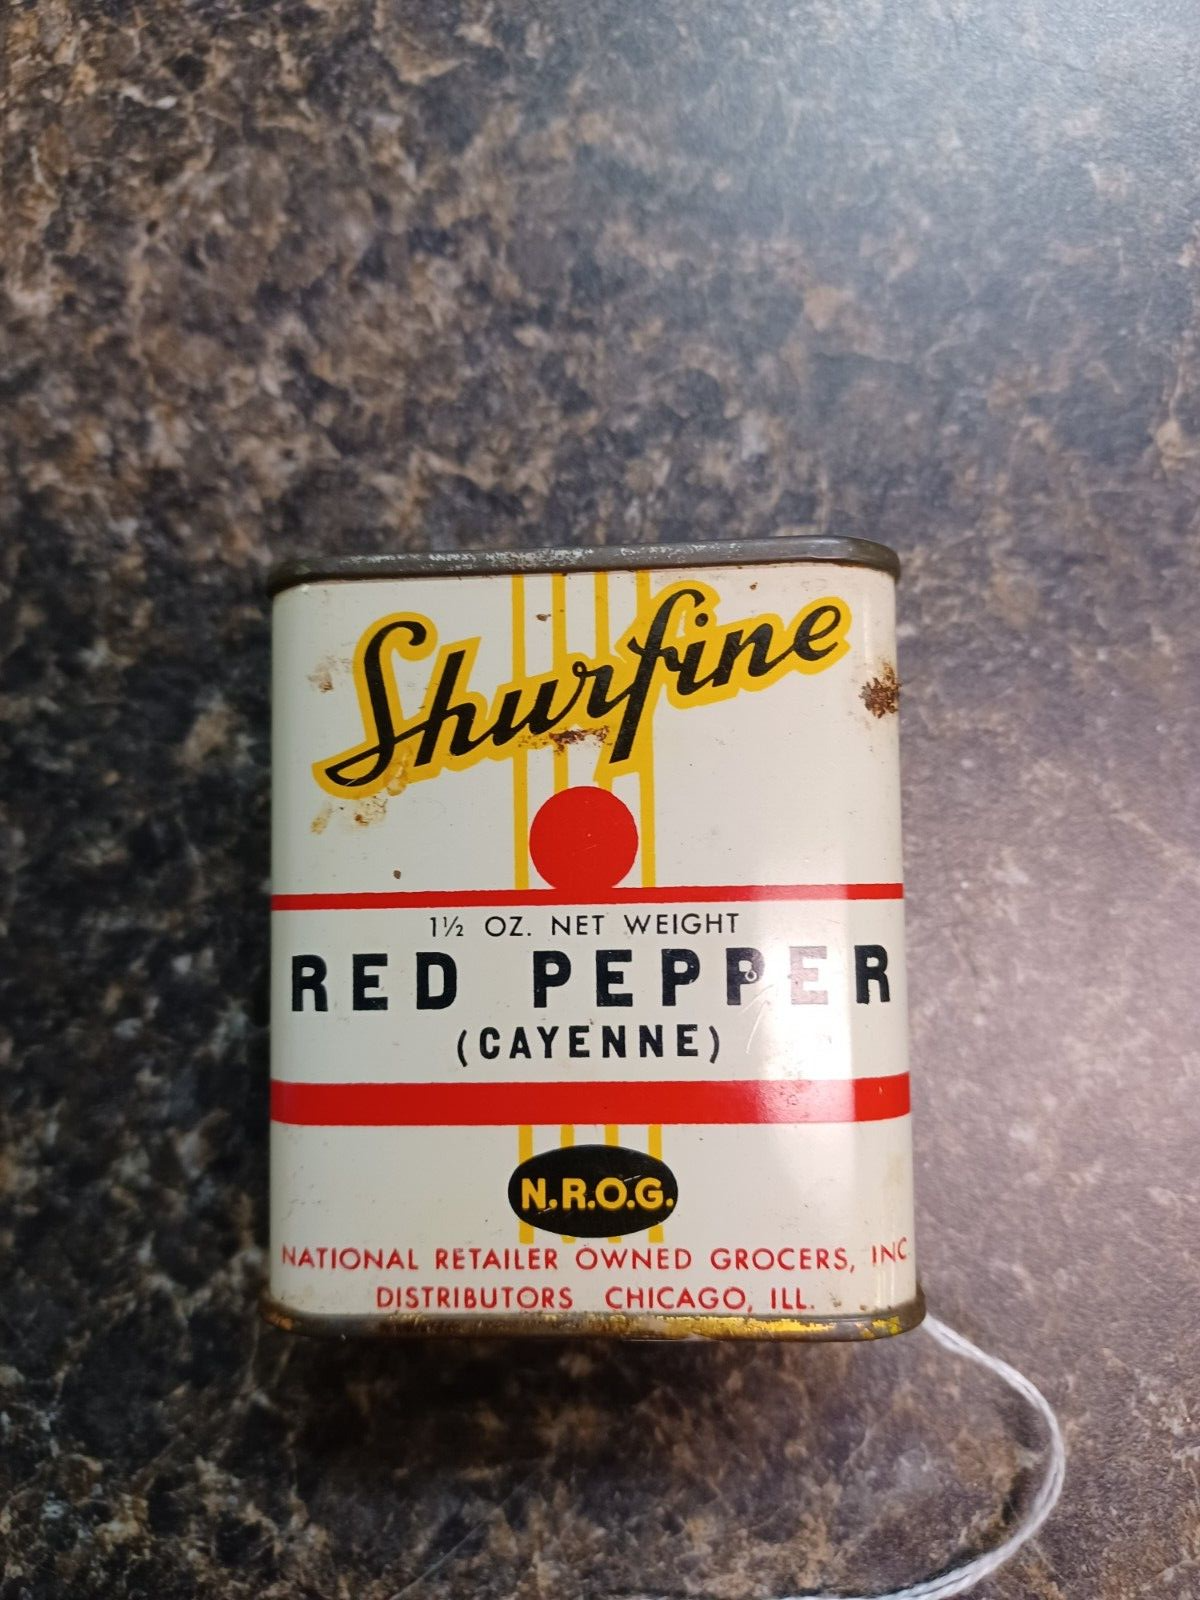 Shurfine
1½ OZ. NET WEIGHT
RED PEPPER
(CAYENNE)
N.R.O.G.
NATIONAL RETAILER OWNED GROCERS, INC
DISTRIBUTORS CHICAGO, ILL.